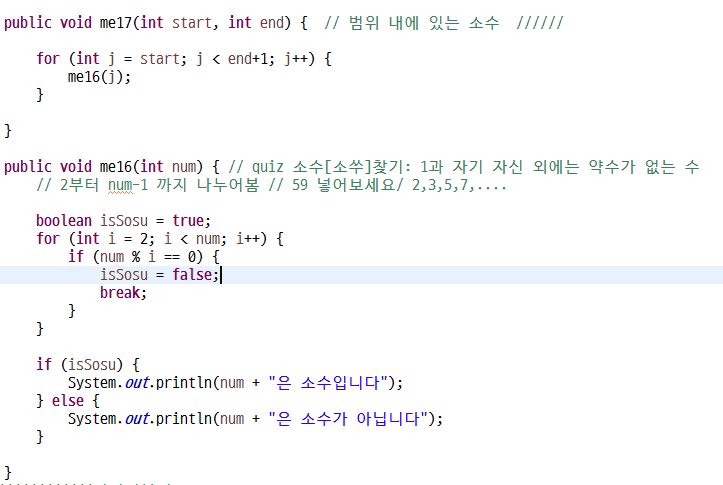 public void me17(int start, int end) {  // 범위 내에 있는 소수  //////
for (int j = start; j < end+1; j++) {
me16(j);
}
}
public void me16(int num) { // quiz 소수[소쑤]찾기: 1과 자기 자신 외에는 약수가 없는 수
// 2부터 num-1 까지 나누어봄 // 59 넣어보세요/ 2,3,5,7,....
boolean isSosu = true;
for (int i = 2; i < num; i++) {
if (num % i == 0) {
isSosu = false;
break;
}
}
if (isSosu) {
System.out.println(num + "은 소수입니다");
} else {
System.out.println(num + "은 소수가 아닙니다");
}
}